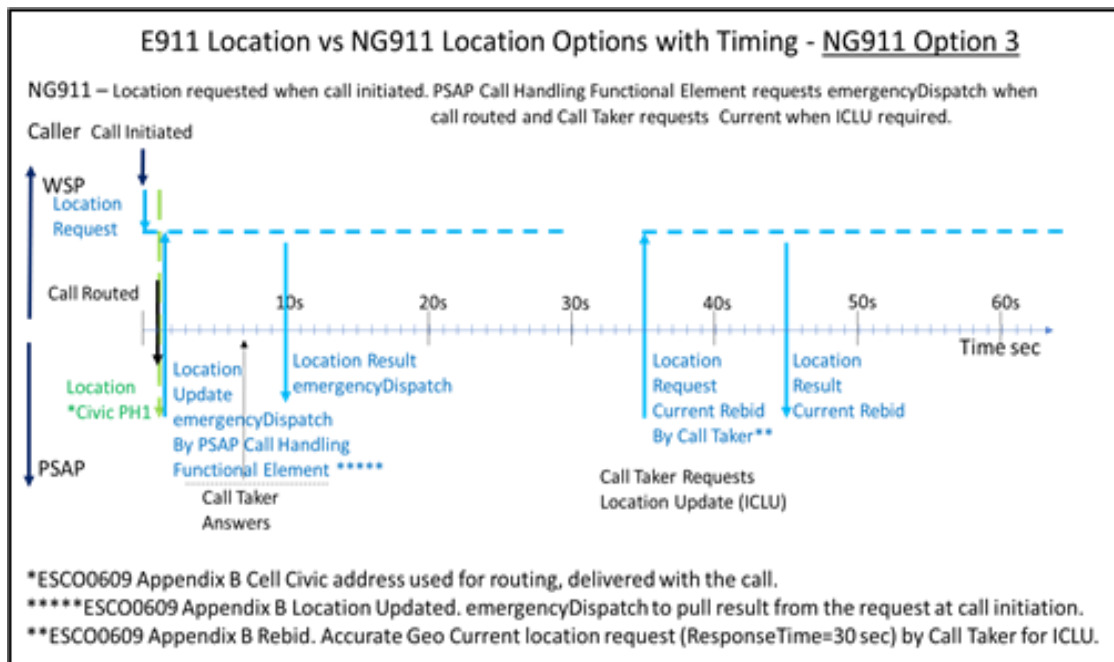 E911 Location vs NG911 Location Options with Timing - NG911 Option 3
NG911 – Location requested when call initiated. PSAP Call Handling Functional Element requests emergencyDispatch when
call routed and Call Taker requests Current when ICLU required.
Caller Call Initiated
WSP
Location
Request
Call Routed
10s 20s 30s 40s 50s 60s
Time sec
Location
*Civic PH1
Location
Update
emergencyDispatch
By PSAP Call Handling
Functional Element *****
Location Result
emergencyDispatch
Location
Request
Current Rebid
By Call Taker**
Location
Result
Current Rebid
PSAP
Call Taker
Answers
Call Taker Requests
Location Update (ICLU)
*ESCO0609 Appendix B Cell Civic address used for routing, delivered with the call.
*****ESCO0609 Appendix B Location Updated. emergencyDispatch to pull result from the request at call initiation.
**ESCO0609 Appendix B Rebid. Accurate Geo Current location request (ResponseTime=30 sec) by Call Taker for ICLU.